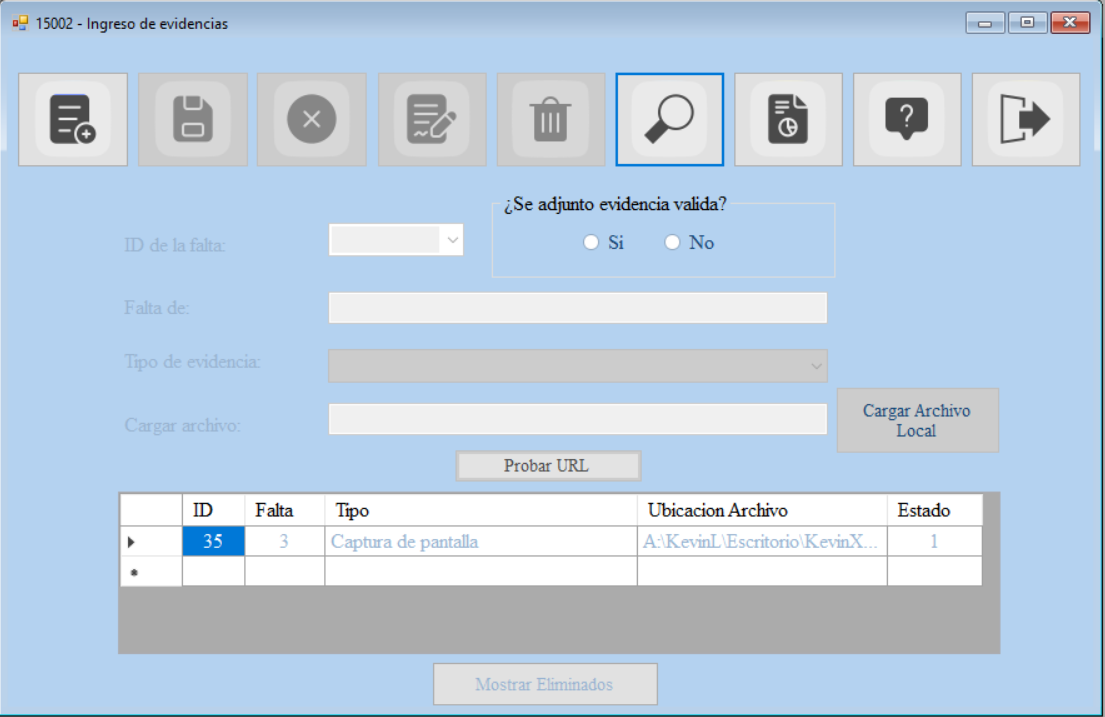 15002 - Ingreso de evidencias
¿Se adjunto evidencia valida?
ID de la falta:
Si
No
Falta de:
Tipo de evidencia:
Cargar archivo:
Cargar Archivo
Local
Probar URL
ID Falta Tipo Ubicacion Archivo Estado
35 3 Captura de pantalla A:\KevinL\Escritorio\KevinX... 1
Mostrar Eliminados